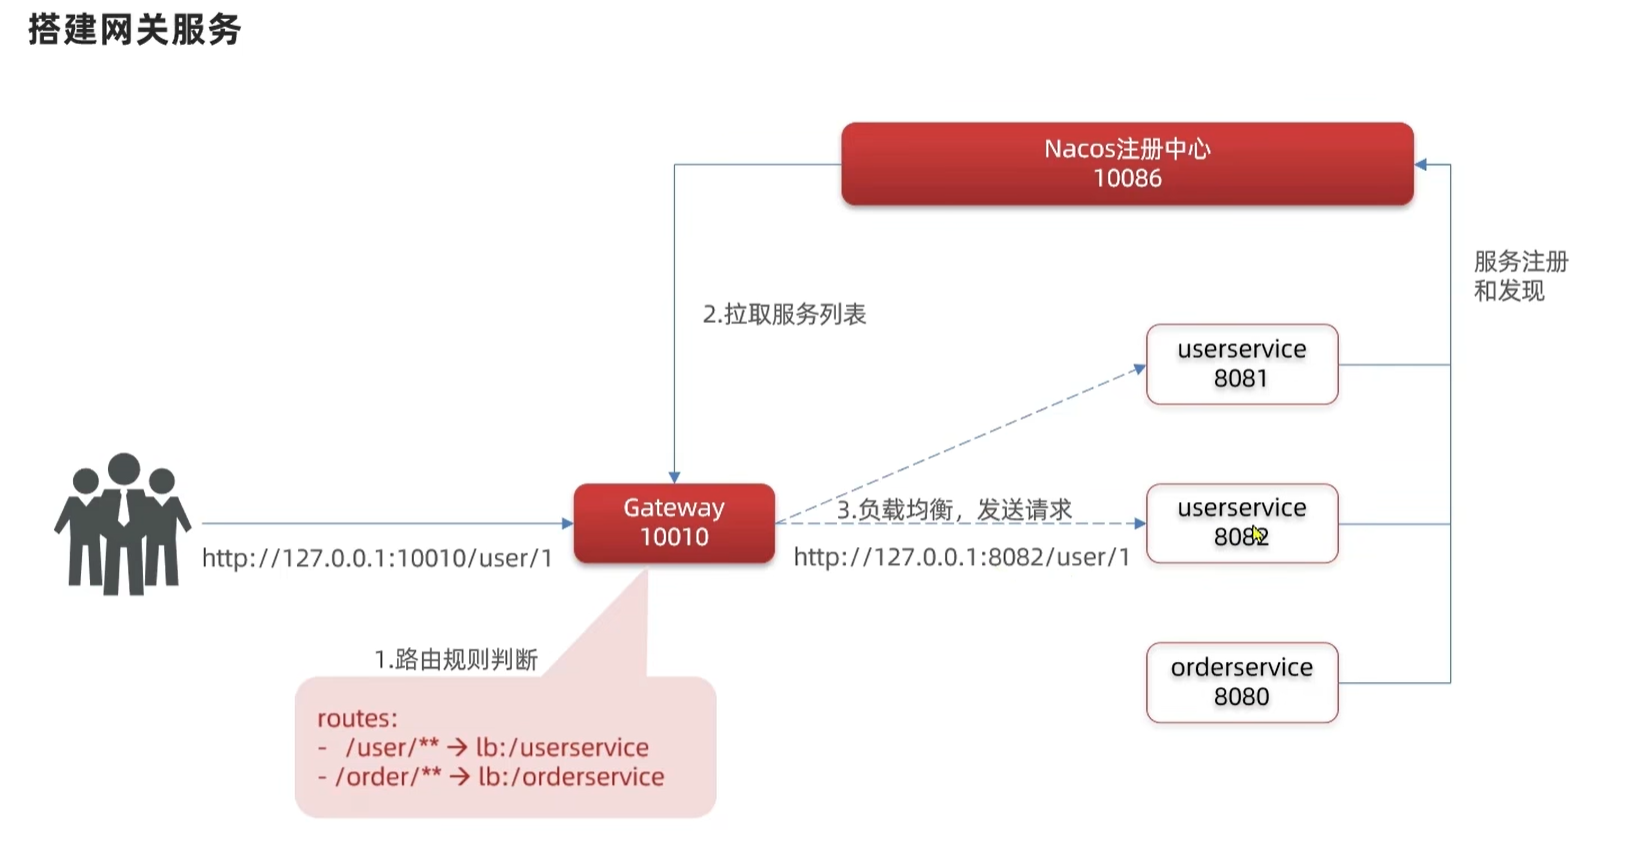 搭建网关服务
Nacos注册中心
10086
服务注册
和发现
2.拉取服务列表
userservice
8081
Gateway
10010
3.负载均衡，发送请求
userservice
8082
http://127.0.0.1:10010/user/1
http://127.0.0.1:8082/user/1
1.路由规则判断
orderservice
8080
routes:
- /user/** → lb:/userservice
- /order/** → lb:/orderservice